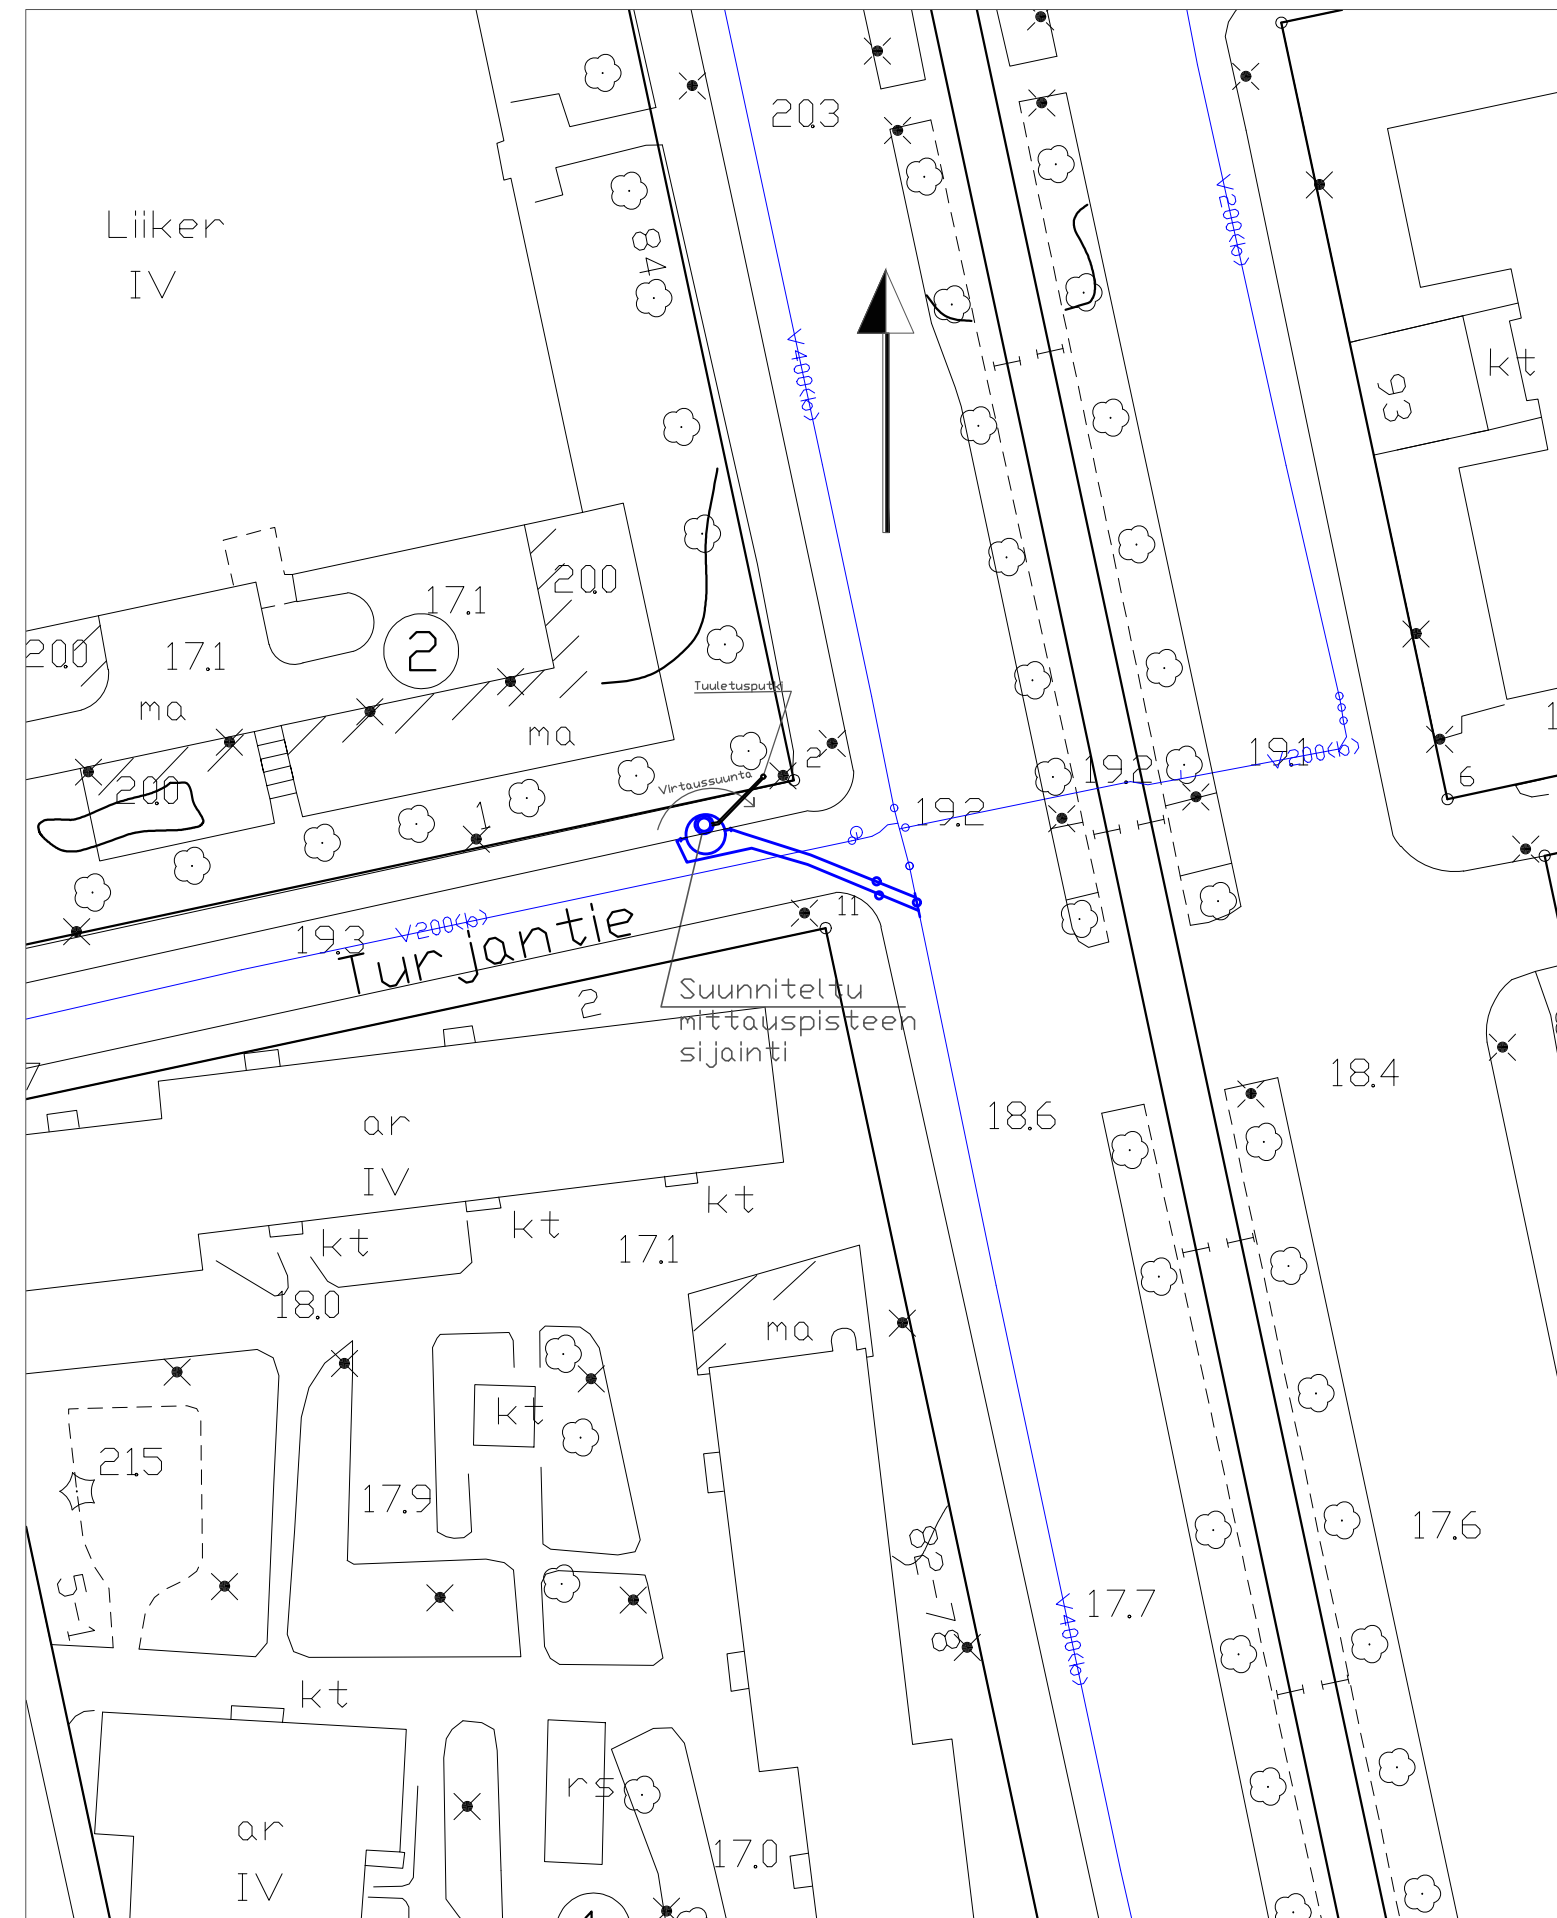 20.3
Liiker
IV
84
V200(b)
V400(b)
kt
93
20.0
17.1
20.0
17.1
2
ma
ma
Tuuletusputki
2
Virtaussuunta
20.0
1
19.2
19.1
V200(b)
6
19.2
11
19.3
V200(b)
Turjantie
2
Suunniteltu
mittauspisteen
sijainti
18.4
18.6
ar
IV
kt
kt
kt
17.1
18.0
ma
kt
21.5
17.9
17.6
82-78
5-1
17.7
V400(b)
kt
rs
ar
IV
17.0